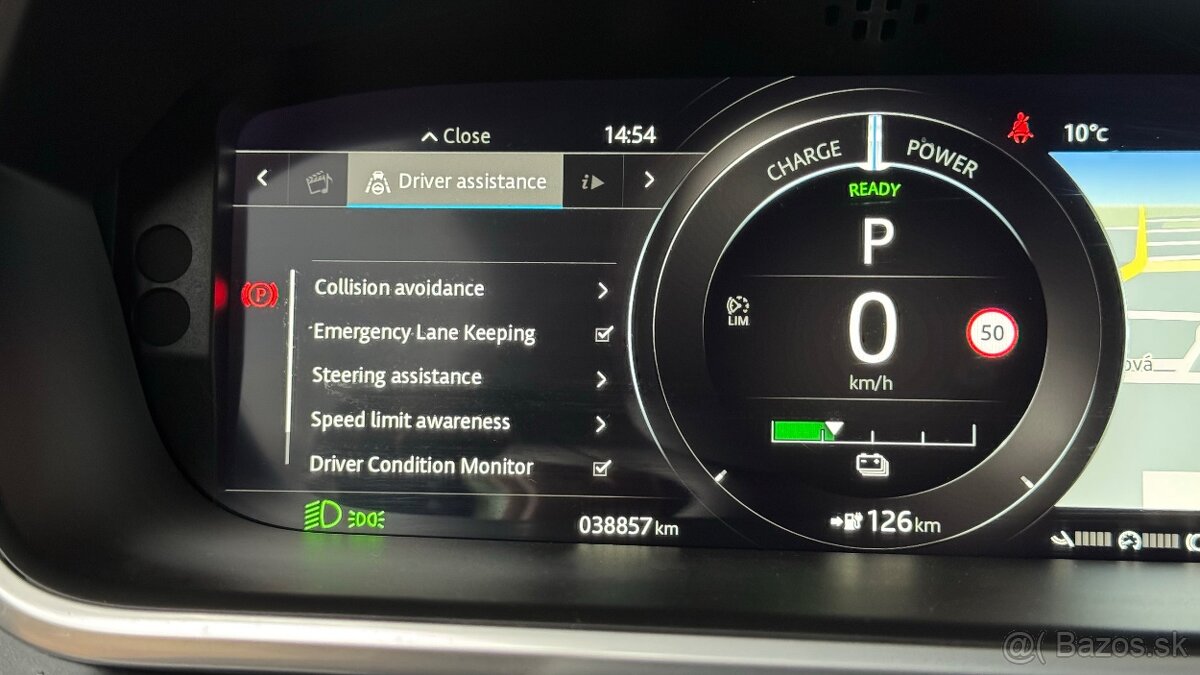 Close 14:54 10°C
Driver assistance i
CHARGE POWER
READY
P
Collision avoidance
Emergency Lane Keeping
Steering assistance
Speed limit awareness
Driver Condition Monitor
P
LIM 0 50
km/h
ová
126 km
038857 km
@( Bazos.sk